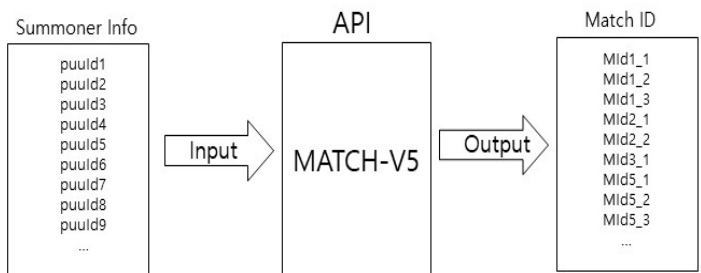 Summoner Info
puuId1
puuId2
puuId3
puuId4
puuId5
puuId6
puuId7
puuId8
puuId9
...
Input
API
MATCH-V5
Output
Match ID
MId1_1
MId1_2
MId1_3
MId2_1
MId2_2
MId3_1
MId5_1
MId5_2
MId5_3
...